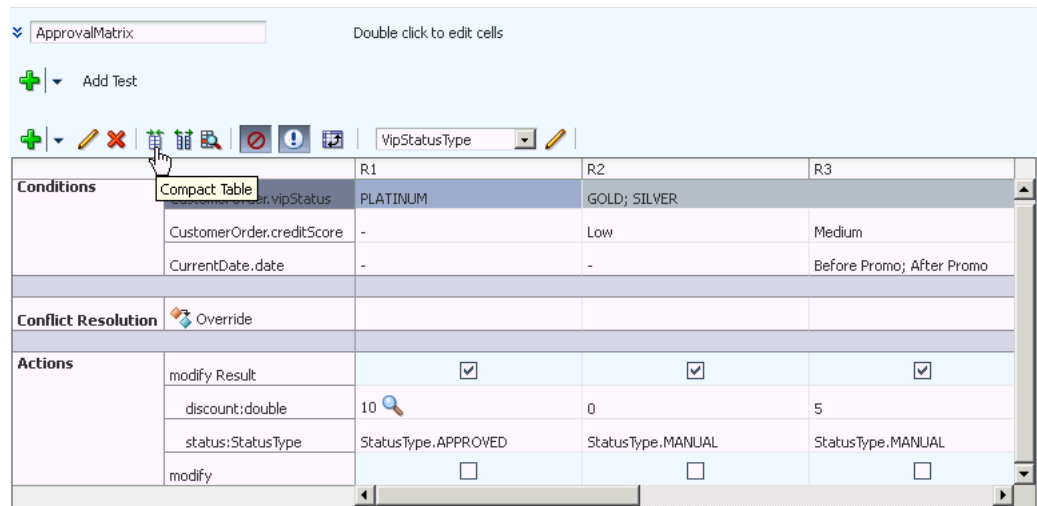 ApprovalMatrix Double click to edit cells
Add Test
VipStatusType
R1 R2 R3
Conditions Compact Table CustomerOrder.vipStatus PLATINUM GOLD; SILVER
CustomerOrder.creditScore - Low Medium
CurrentDate.date - - Before Promo; After Promo
Conflict Resolution Override
Actions modify Result
discount:double 10 0 5
status:StatusType StatusType.APPROVED StatusType.MANUAL StatusType.MANUAL
modify